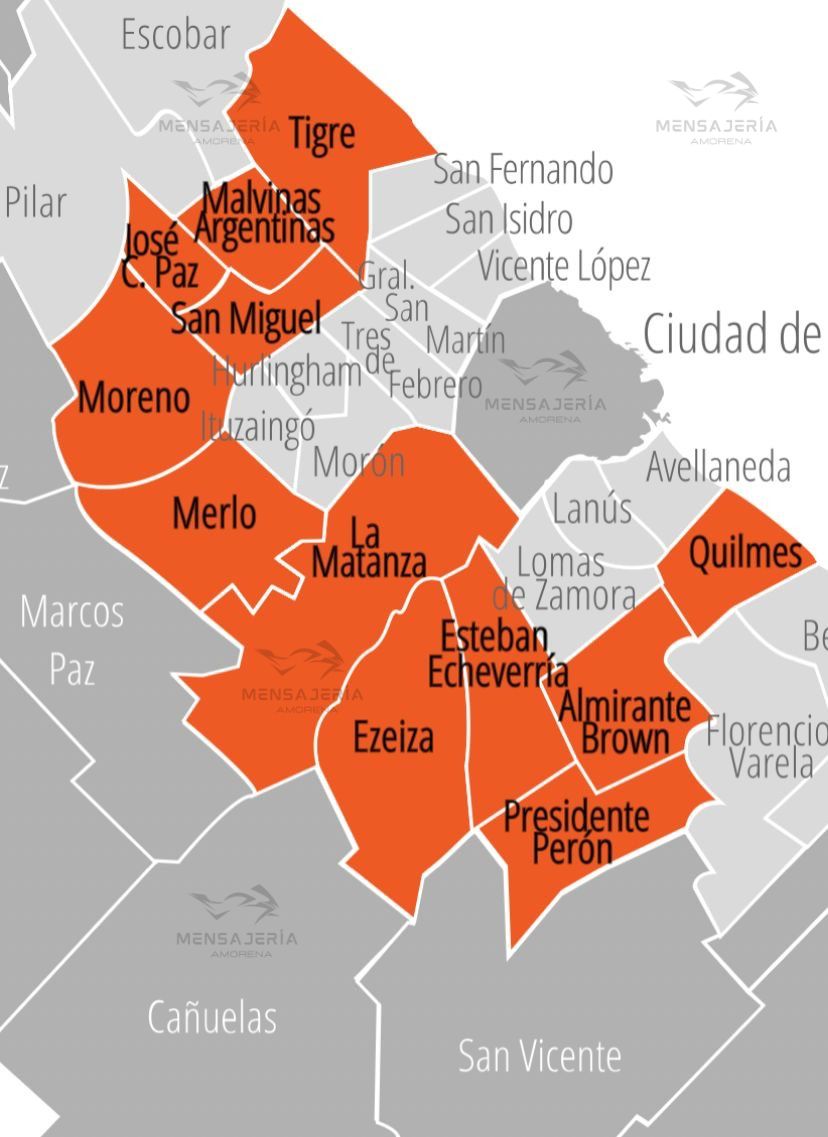 Escobar
MENSAJERÍA
AMORENA
MENSAJERÍA
AMORENA
Tigre
San Fernando
Pilar
Malvinas
Argentinas
San Isidro
José
C. Paz
Vicente López
Gral.
San
Martín
San Miguel
Ciudad de
Tres
de
Febrero
Hurlingham
Moreno
MENSAJERÍA
AMORENA
Ituzaingó
Morón
Avellaneda
z
Merlo
Lanús
La
Matanza
Quilmes
Lomas
de Zamora
Marcos
Paz
Esteban
Echeverría
Be
MENSAJERÍA
AMORENA
Almirante
Brown
Ezeiza
Florencio
Varela
Presidente
Perón
MENSAJERÍA
AMORENA
Cañuelas
San Vicente